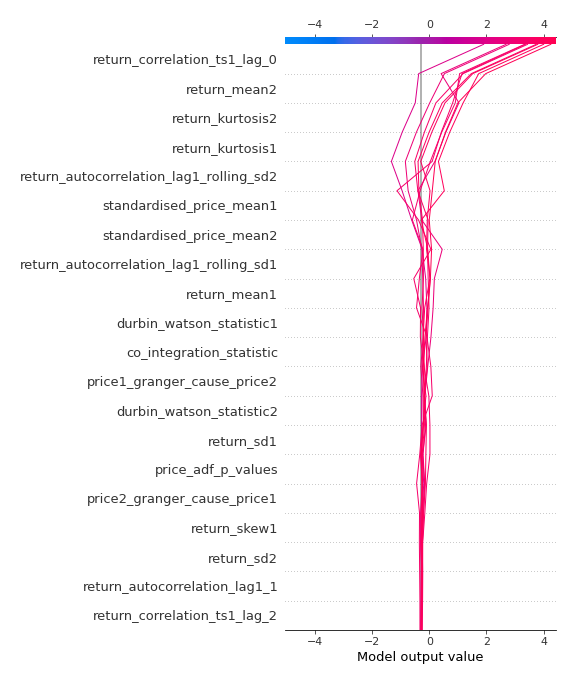 −4 −2 0 2 4
return_correlation_ts1_lag_0
return_mean2
return_kurtosis2
return_kurtosis1
return_autocorrelation_lag1_rolling_sd2
standardised_price_mean1
standardised_price_mean2
return_autocorrelation_lag1_rolling_sd1
return_mean1
durbin_watson_statistic1
co_integration_statistic
price1_granger_cause_price2
durbin_watson_statistic2
return_sd1
price_adf_p_values
price2_granger_cause_price1
return_skew1
return_sd2
return_autocorrelation_lag1_1
return_correlation_ts1_lag_2
−4 −2 0 2 4
Model output value